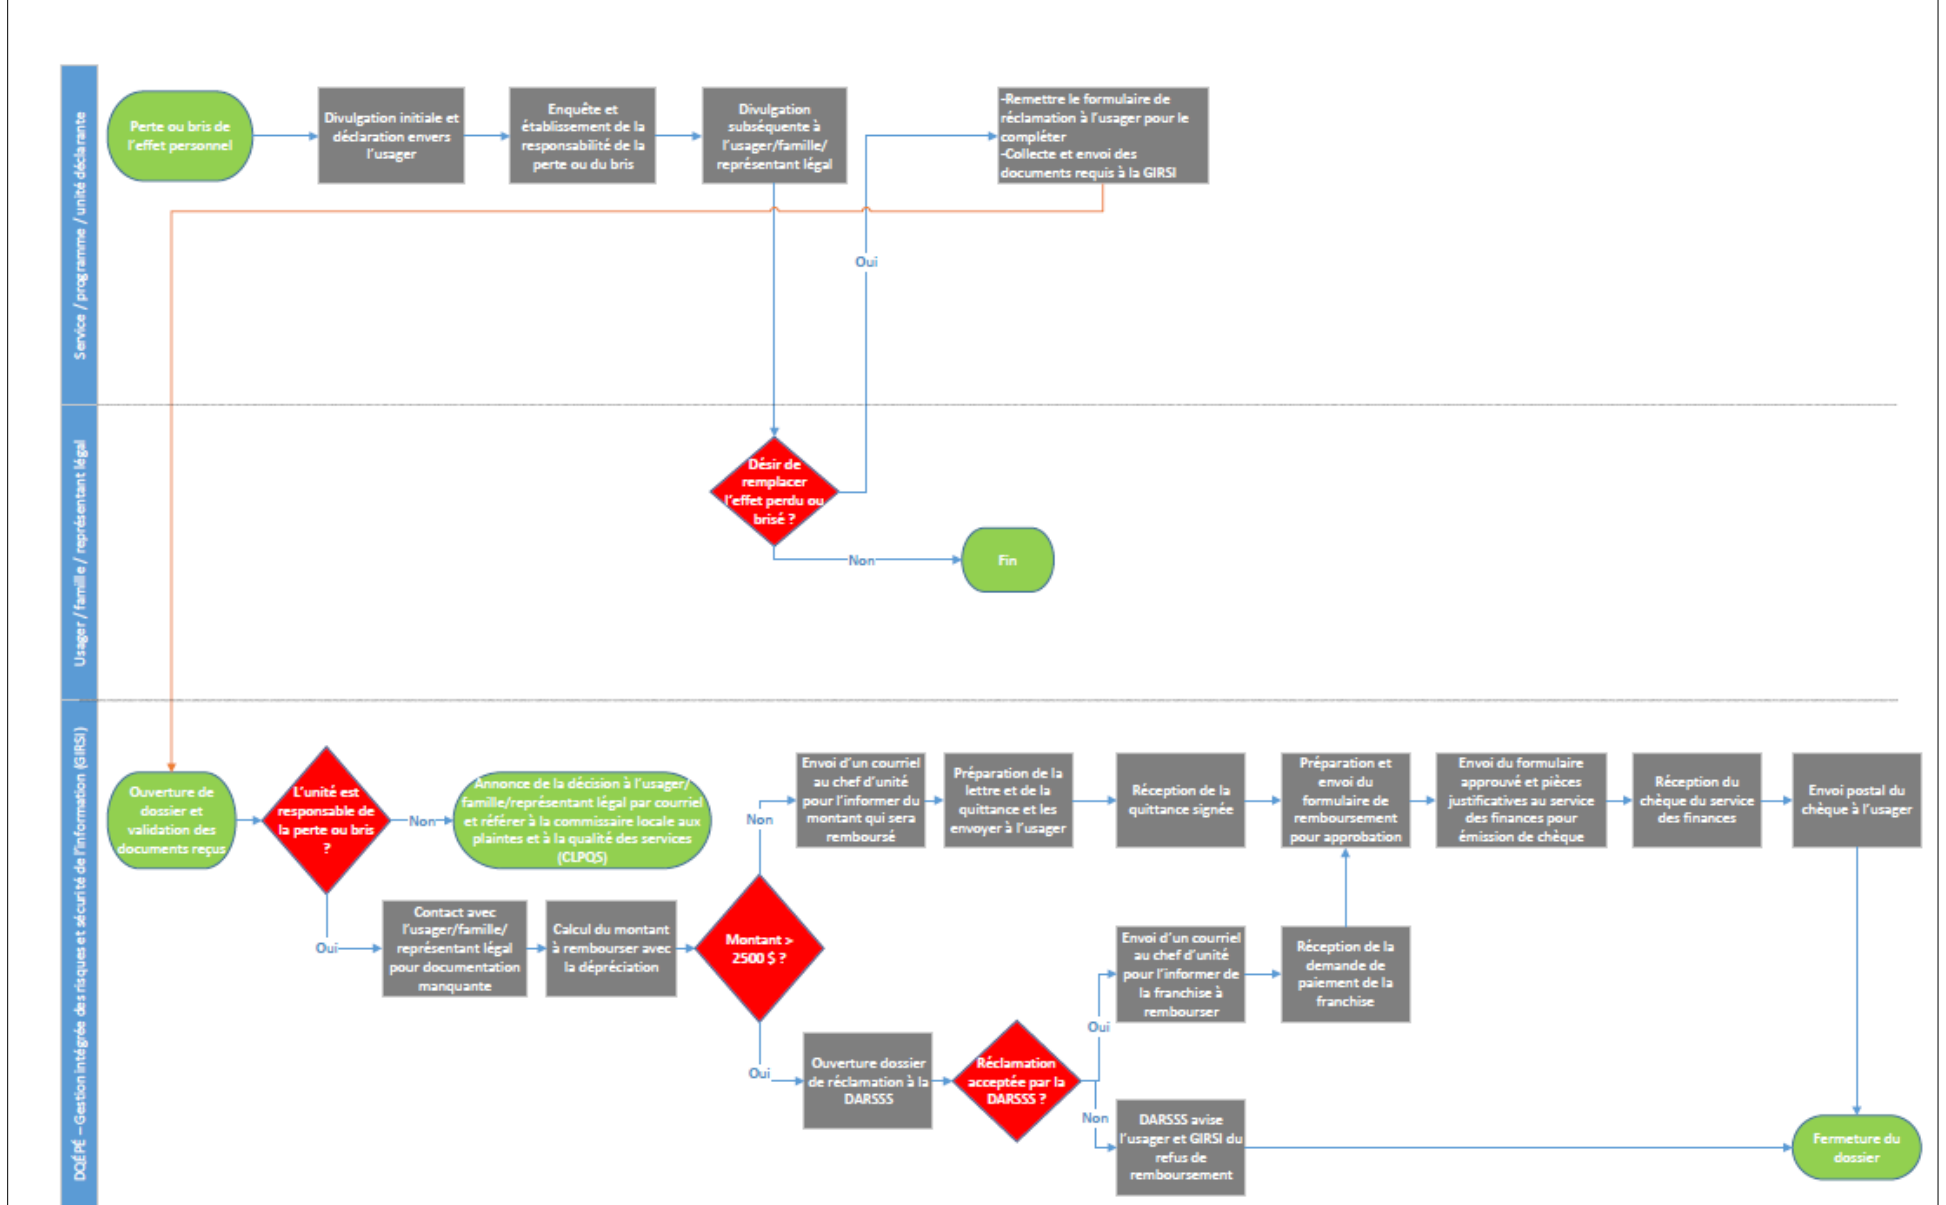 Service / programme / unité déclarante
Perte ou bris de
l'effet personnel
Divulgation initiale et
déclaration envers
l'usager
Enquête et
établissement de la
responsabilité de la
perte ou du bris
Divulgation
subséquente à
l'usager/famille/
représentant légal
-Remettre le formulaire de
réclamation à l'usager pour le
compléter
-Collecte et envoi des
documents requis à la GIRSI
Oui
Usager / famille / représentant légal
Désir de
remplacer
l'effet perdu ou
brisé ?
Non
Fin
DQÉPÉ – Gestion intégrée des risques et sécurité de l'information (GIRSI)
Ouverture de
dossier et
validation des
documents reçus
L'unité est
responsable de
la perte ou bris
?
Non
Annonce de la décision à l'usager/
famille/représentant légal par courriel
et référer à la commissaire locale aux
plaintes et à la qualité des services
(CLPQS)
Oui
Contact avec
l'usager/famille/
représentant légal
pour documentation
manquante
Calcul du montant
à rembourser avec
la dépréciation
Montant >
2500 $ ?
Non
Envoi d'un courriel
au chef d'unité
pour l'informer du
montant qui sera
remboursé
Préparation de la
lettre et de la
quittance et les
envoyer à l'usager
Réception de la
quittance signée
Préparation et
envoi du
formulaire de
remboursement
pour approbation
Envoi du formulaire
approuvé et pièces
justificatives au service
des finances pour
émission de chèque
Réception du
chèque du service
des finances
Envoi postal du
chèque à l'usager
Oui
Ouverture dossier
de réclamation à la
DARSSS
Réclamation
acceptée par la
DARSSS ?
Oui
Envoi d'un courriel
au chef d'unité
pour l'informer de
la franchise à
rembourser
Réception de la
demande de
paiement de la
franchise
Non
DARSSS avise
l'usager et GIRSI du
refus de
remboursement
Fermeture du
dossier